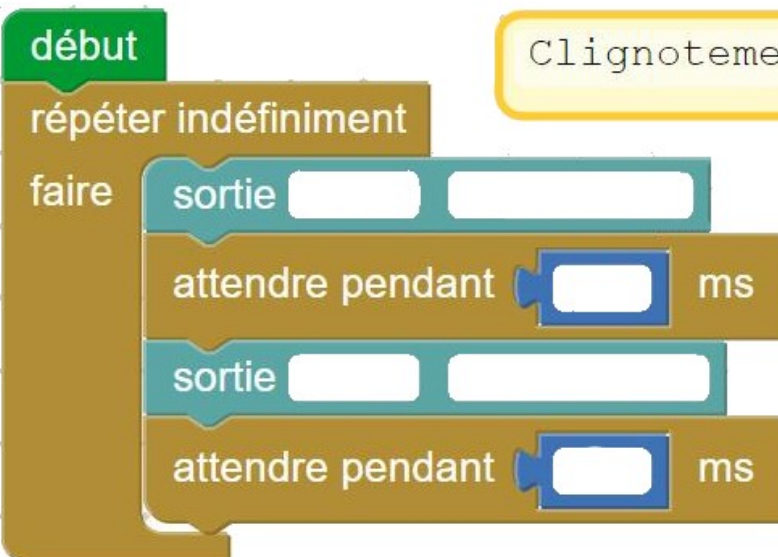 début
Clignoteme
répéter indéfiniment
faire
sortie
attendre pendant ms
sortie
attendre pendant ms